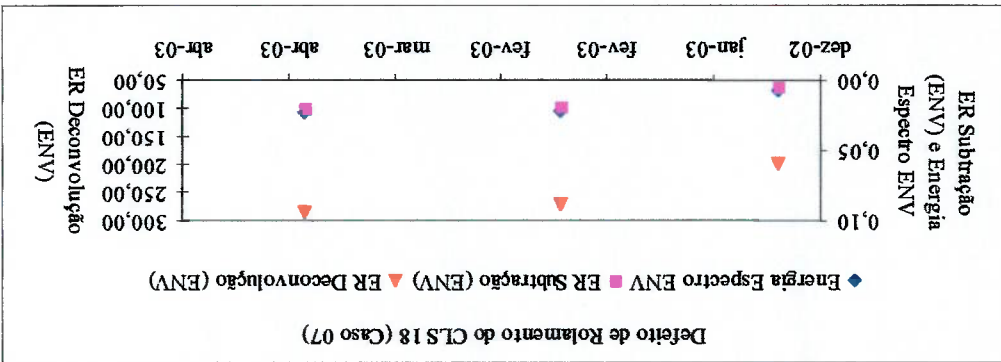 Defeito de Rolamento do CLS18 (Caso 07)
Energia Espectro ENV ER Subtração (ENV) ER Deconvolução (ENV)
ER Subtração
(ENV) e Energia
Espectro ENV
0,10
0,05
0,00
300,00
250,00
200,00
150,00
100,00
50,00
ER Deconvolução
(ENV)
dez-02 jan-03 fev-03 fev-03 mar-03 abr-03 abr-03